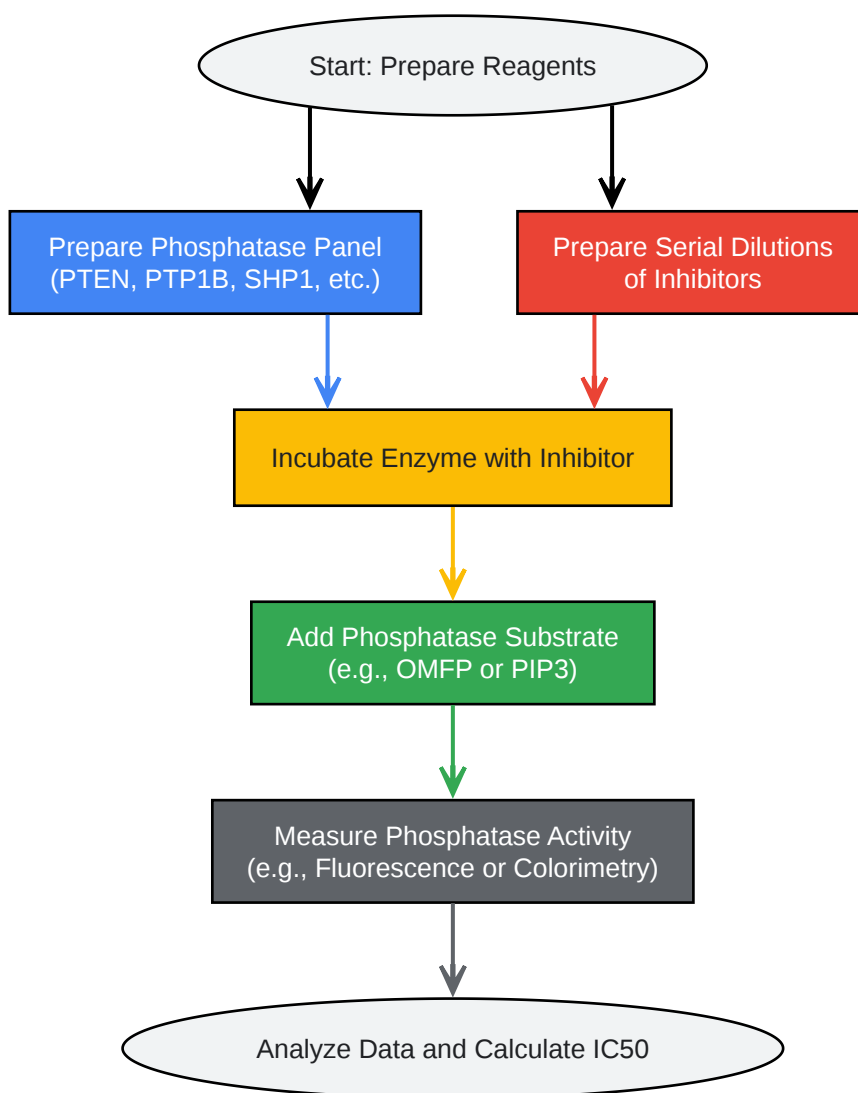 Start: Prepare Reagents
Prepare Phosphatase Panel
(PTEN, PTP1B, SHP1, etc.)
Prepare Serial Dilutions
of Inhibitors
Incubate Enzyme with Inhibitor
Add Phosphatase Substrate
(e.g., OMFP or PIP3)
Measure Phosphatase Activity
(e.g., Fluorescence or Colorimetry)
Analyze Data and Calculate IC50